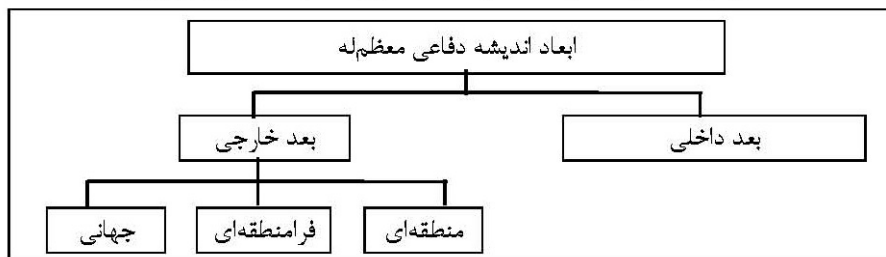 ابعاد اندیشه دفاعی معظم‌له
بعد داخلی
بعد خارجی
منطقه‌ای
فرامنطقه‌ای
جهانی